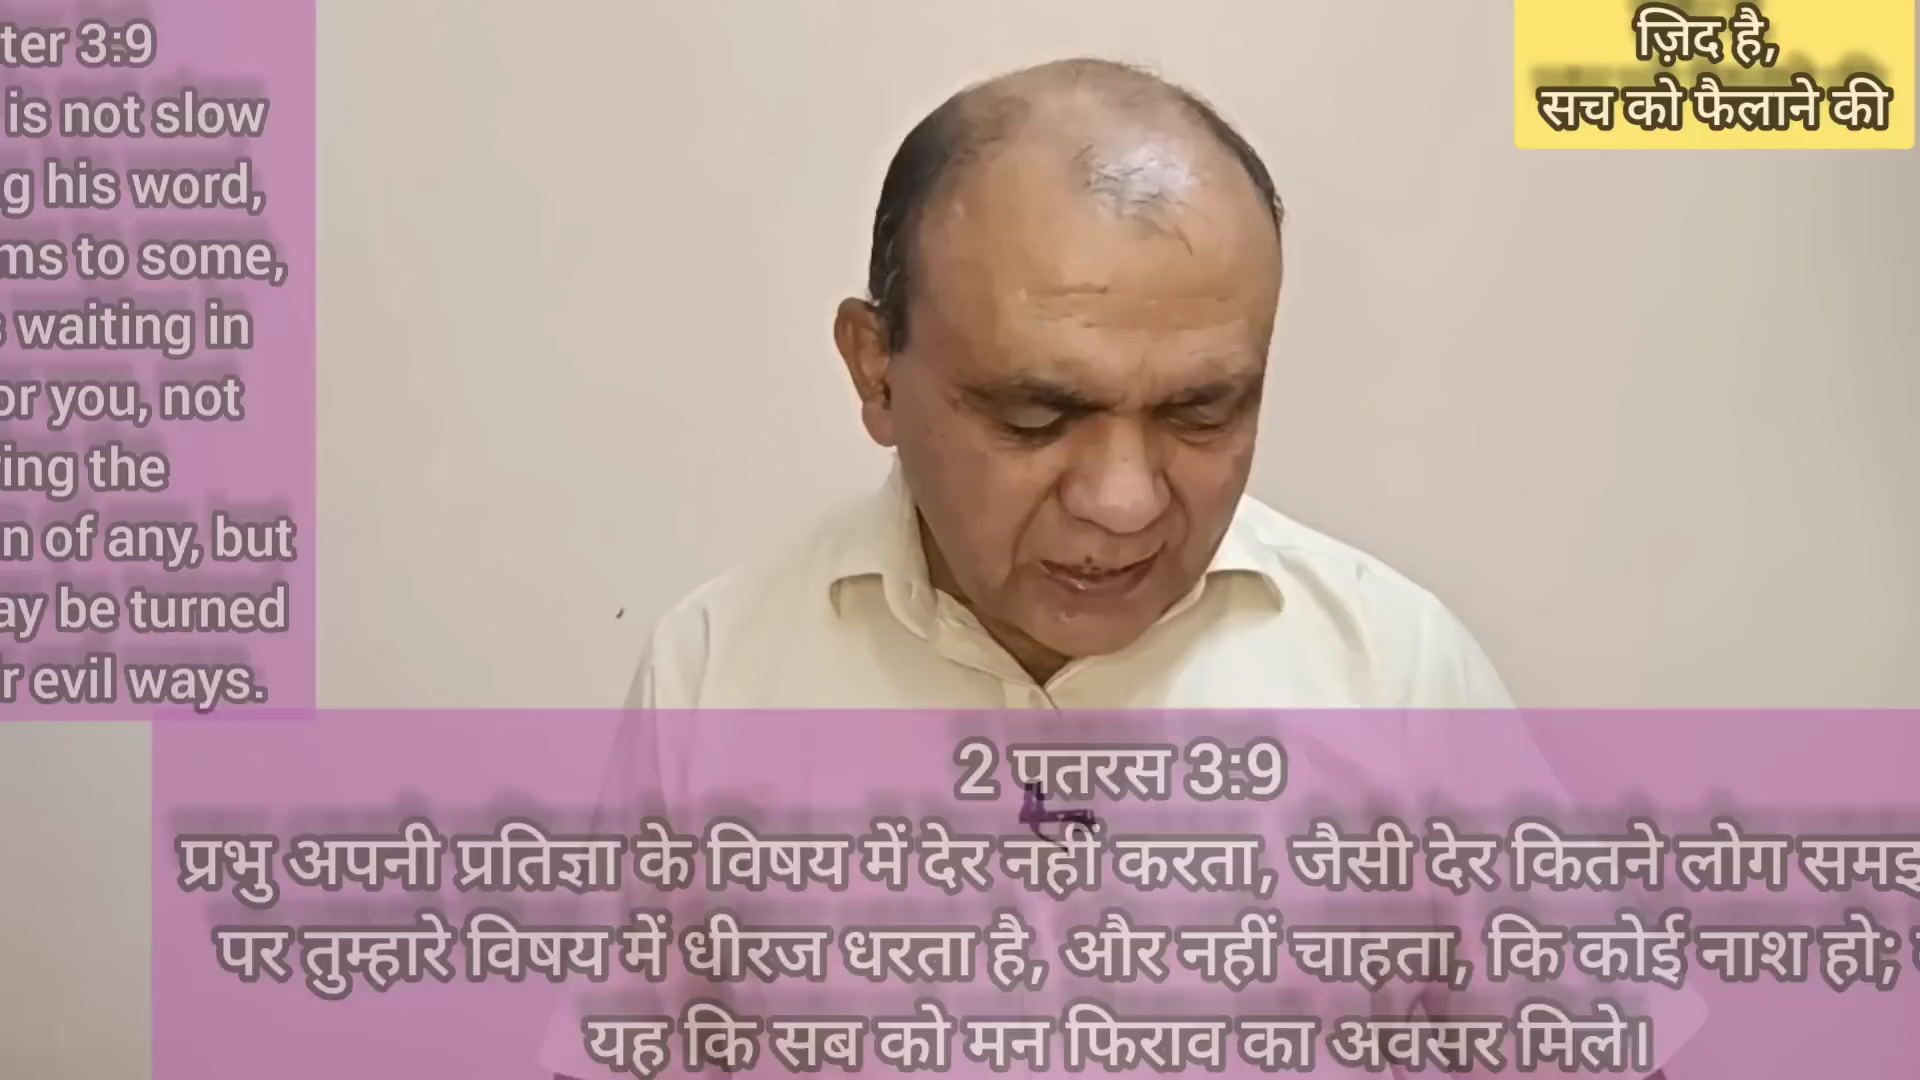 ter 3:9
is not slow
g his word,
ms to some,
waiting in
or you, not
ing the
n of any, but
ay be turned
r evil ways.
ज़िद है,
सच को फैलाने की
2 पतरस 3:9
प्रभु अपनी प्रतिज्ञा के विषय में देर नहीं करता, जैसी देर कितने लोग समझ
पर तुम्हारे विषय में धीरज धरता है, और नहीं चाहता, कि कोई नाश हो;
यह कि सब को मन फिराव का अवसर मिले।